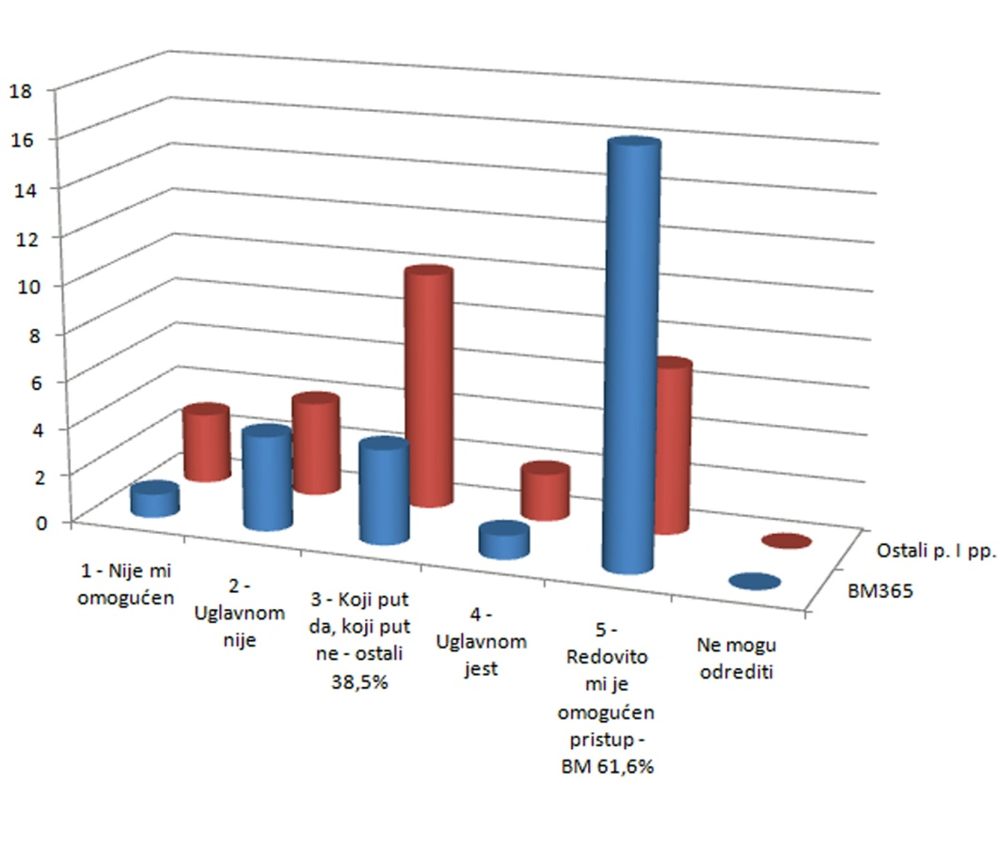 18
16
14
12
10
8
6
4
2
0
1 - Nije mi
omogućen
2 -
Uglavnom
nije
3 - Koji put
da, koji put
ne - ostali
38,5%
4 -
Uglavnom
jest
5 -
Redovito
mi je
omogućen
pristup -
BM 61,6%
Ne mogu
odrediti
Ostali p. I pp.
BM365